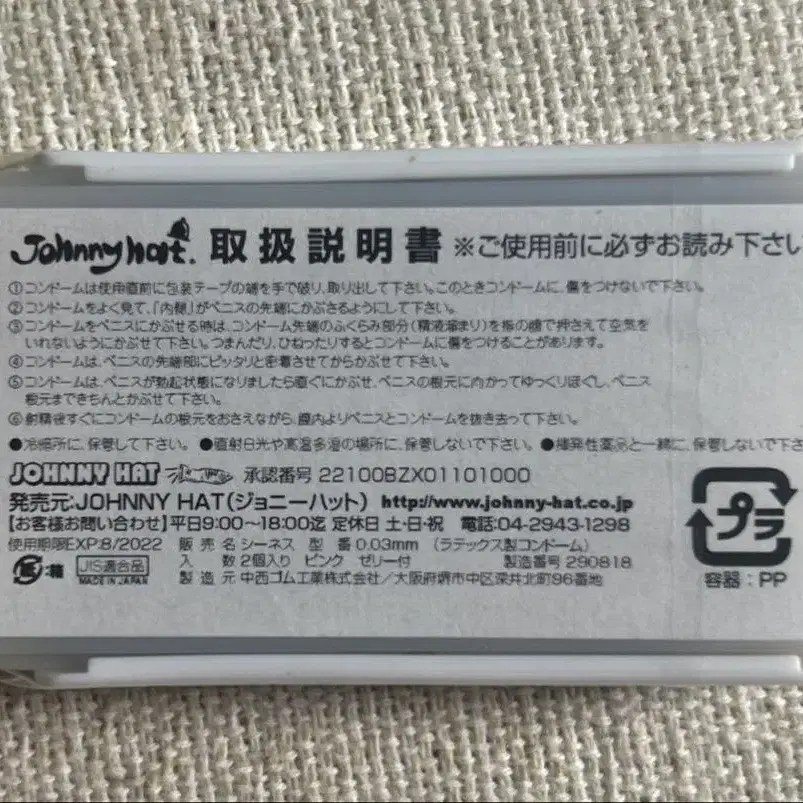 Johnny hat. 取扱説明書 ※ご使用前に必ずお読み下さい
①コンドームは使用直前に包装テープの端を手で破り、取り出して下さい。このときコンドームに、傷をつけないで下さい。
②コンドームをよく見て、「内側」がペニスの先端にかぶさるようにして下さい。
③コンドームをペニスにかぶせる時は、コンドーム先端のふくらみ部分(精液溜まり)を指の腹で押さえて空気を
いれないようにかぶせて下さい。つまんだり、ひねったりするとコンドームに傷をつけることがあります。
④コンドームは、ペニスの先端部にピッタリと密着させてからかぶせて下さい。
⑤コンドームは、ペニスが勃起状態になりましたら直ぐにかぶせ、ペニスの根元に向かってゆっくりほぐし、ペニス
根元まできちんとかぶせて下さい。
⑥射精後すぐにコンドームの根元をおさえながら、膣内よりペニスとコンドームを抜き去って下さい。
●冷暗所に、保管して下さい。 ●直射日光や高温多湿の場所に、保管しないで下さい。 ●揮発性薬品と一緒に、保管しないで下さ
JOHNNY HAT 承認番号 22100BZX01101000
発売元:JOHNNY HAT(ジョニーハット) http://www.johnny-hat.co.jp
【お客様お問い合わせ】平日9:00〜18:00迄 定休日 土・日・祝 電話:04-2943-1298
使用期限EXP:8/2022 販 売 名 シーネス 型 番 0.03mm (ラテックス製コンドーム)
:箱 JIS適合品 入 数 2個入り ピンク ゼリー付 製造番号 290818
MADE IN JAPAN 製 造 元 中西ゴム工業株式会社/大阪府堺市中区深井北町96番地
プラ
容器:PP